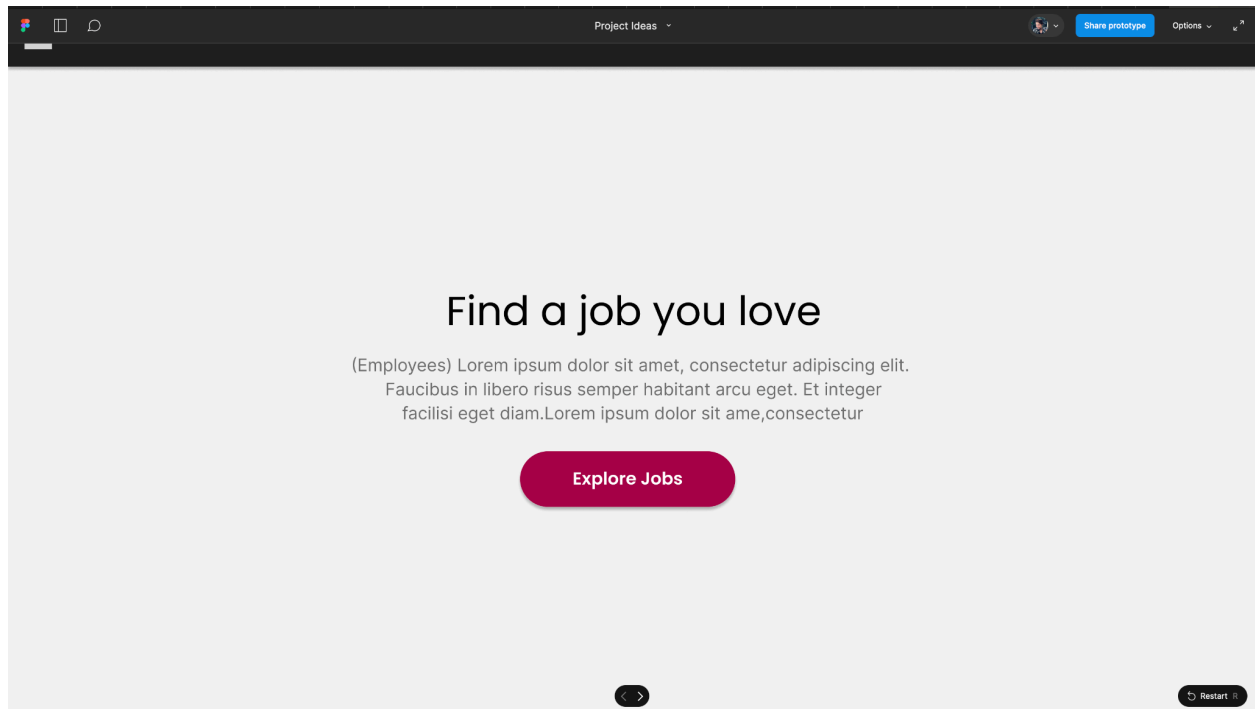 Project Ideas
Share prototype
Options
Find a job you love
(Employees) Lorem ipsum dolor sit amet, consectetur adipiscing elit.
Faucibus in libero risus semper habitant arcu eget. Et integer
facilisi eget diam.Lorem ipsum dolor sit ame,consectetur
Explore Jobs
Restart R